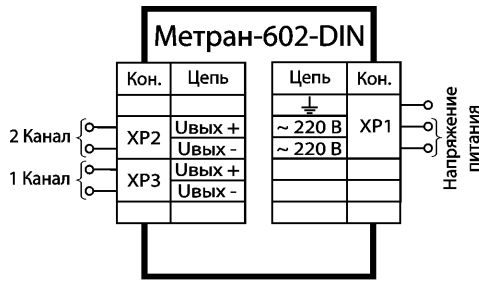 Метран-602-DIN
Кон. Цепь
2 Канал XP2 Uвых +
Uвых -
1 Канал XP3 Uвых +
Uвых -
Цепь Кон.
~ 220 В XP1
~ 220 В
Напряжение
питания